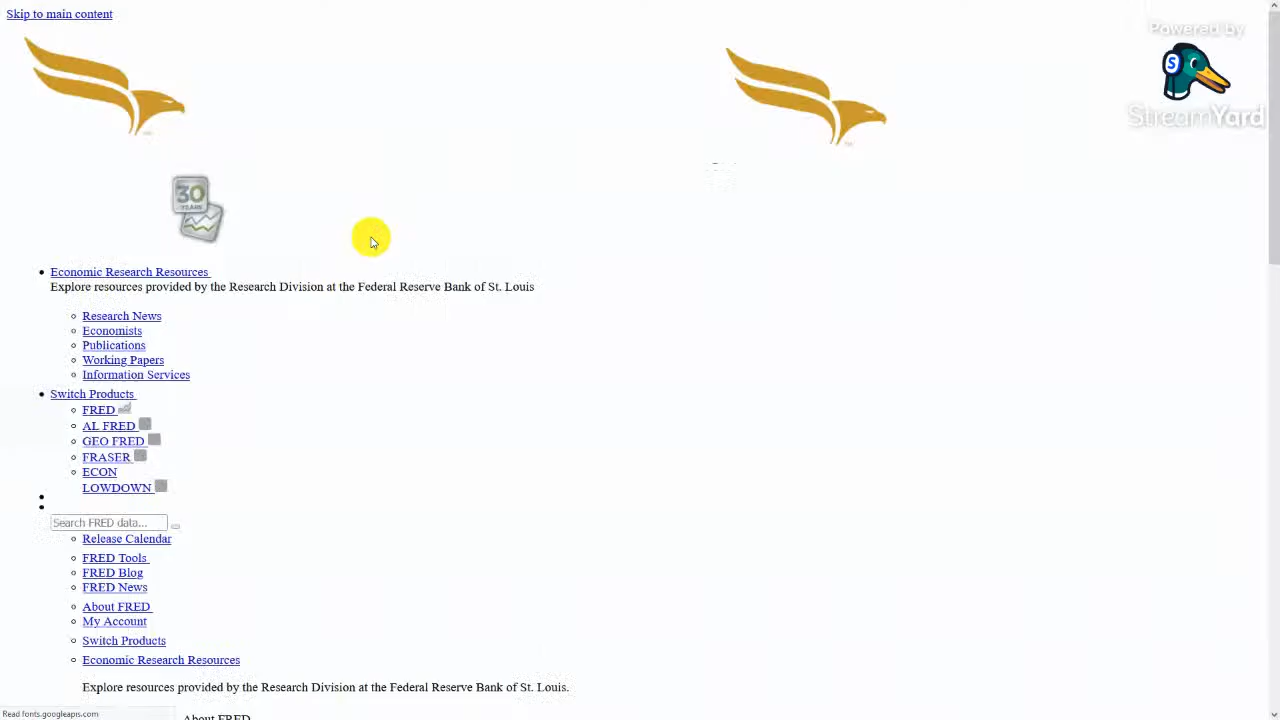 Skip to main content
Powered by
StreamYard
30
YEARS
Economic Research Resources
Explore resources provided by the Research Division at the Federal Reserve Bank of St. Louis
Research News
Economists
Publications
Working Papers
Information Services
Switch Products
FRED
AL FRED
GEO FRED
FRASER
ECON
LOWDOWN
Search FRED data...
Release Calendar
FRED Tools
FRED Blog
FRED News
About FRED
My Account
Switch Products
Economic Research Resources
Explore resources provided by the Research Division at the Federal Reserve Bank of St. Louis.
Read fonts.googleapis.com
About FRED